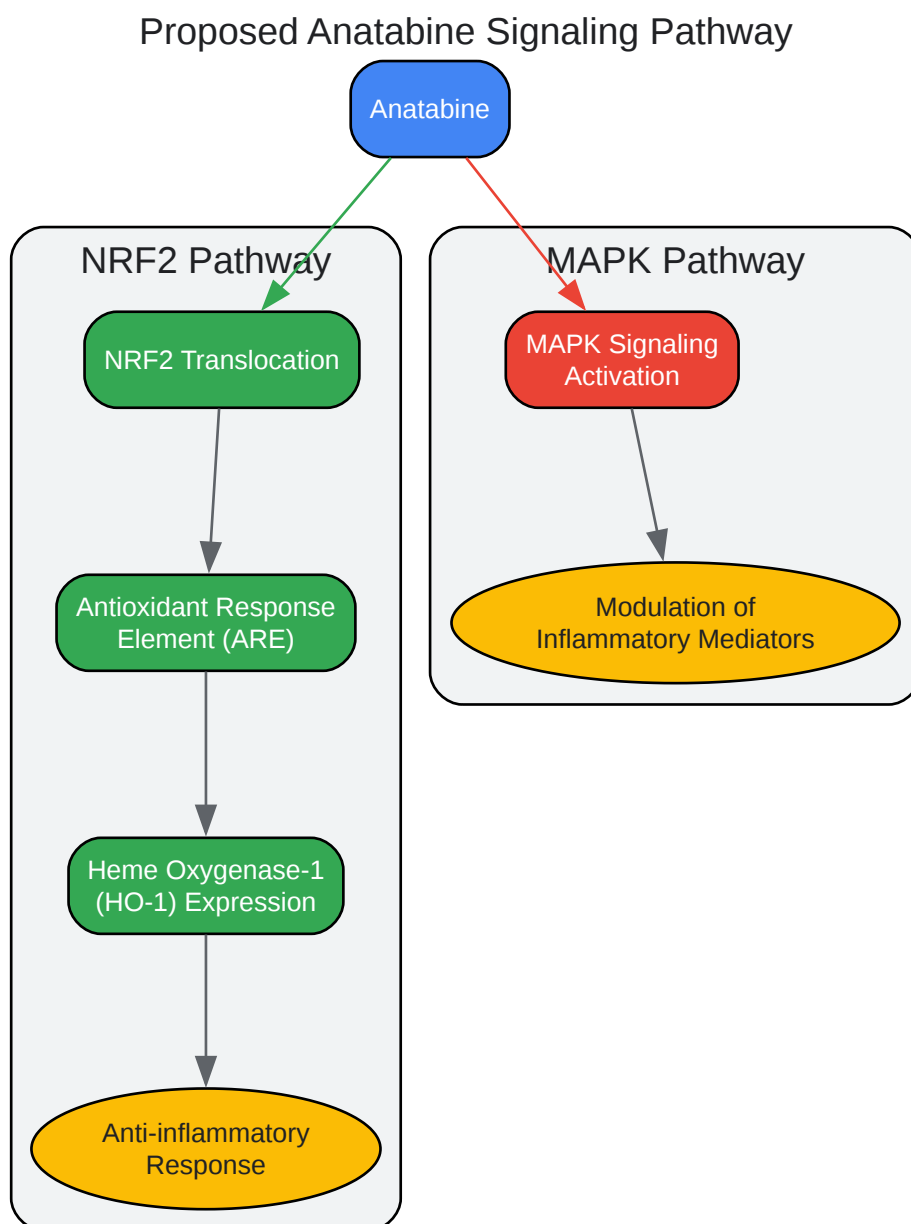 Proposed Anatabine Signaling Pathway
Anatabine
NRF2 Pathway
NRF2 Translocation
Antioxidant Response
Element (ARE)
Heme Oxygenase-1
(HO-1) Expression
Anti-inflammatory
Response
MAPK Pathway
MAPK Signaling
Activation
Modulation of
Inflammatory Mediators